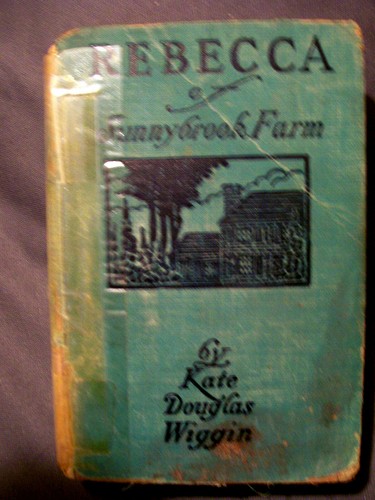 REBECCA
of
Sunnybrook Farm
by
Kate
Douglas
Wiggin